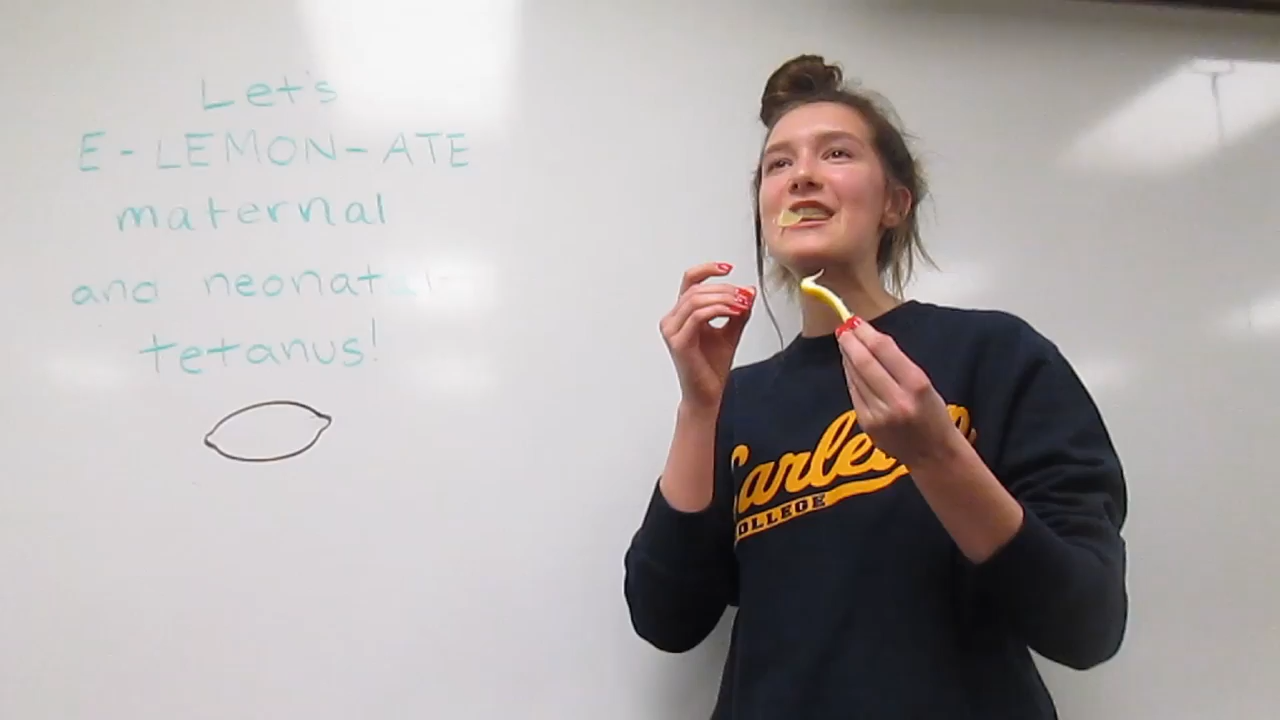 Let's
E-LEMON-ATE
maternal
and neonatal
tetanus!
Carleton
COLLEGE